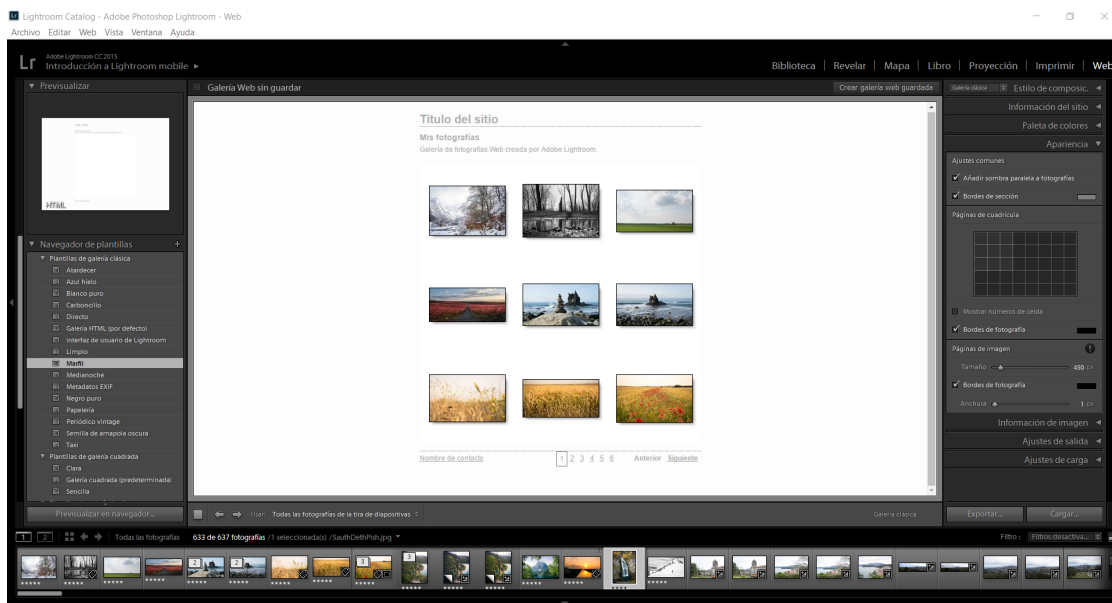 Lightroom Catalog - Adobe Photoshop Lightroom - Web
Archivo Editar Web Vista Ventana Ayuda
Lr
Adobe Lightroom CC 2015
Introducción a Lightroom mobile
Biblioteca | Revelar | Mapa | Libro | Proyección | Imprimir | Web
Previsualizar
HTML
Navegador de plantillas +
Plantillas de galería clásica
Atardecer
Azul hielo
Blanco puro
Carboncillo
Directo
Galería HTML (por defecto)
Interfaz de usuario de Lightroom
Limpio
Marfil
Medianoche
Metadatos EXIF
Negro puro
Papelería
Periódico vintage
Semilla de amapola oscura
Taxi
Plantillas de galería cuadrada
Clara
Galería cuadrada (predeterminada)
Sencilla
Previsualizar en navegador...
Galería Web sin guardar
Crear galería web guardada
Título del sitio
Mis fotografías
Galería de fotografías Web creada por Adobe Lightroom.
Nombre de contacto
1 2 3 4 5 6 Anterior Siguiente
Usar: Todas las fotografías de la tira de diapositivas
Galería clásica
Galería clásica Estilo de composic.
Información del sitio
Paleta de colores
Apariencia
Ajustes comunes
Añadir sombra paralela a fotografías
Bordes de sección
Páginas de cuadrícula
Mostrar números de celda
Bordes de fotografía
Páginas de imagen
Tamaño 450 px
Bordes de fotografía
Anchura 1 px
Información de imagen
Ajustes de salida
Ajustes de carga
Exportar...
Cargar...
1 2 Todas las fotografías 633 de 637 fotografías /1 seleccionada(s) /SauthDethPish.jpg
Filtro : Filtros desactiva...
3
2
2
3